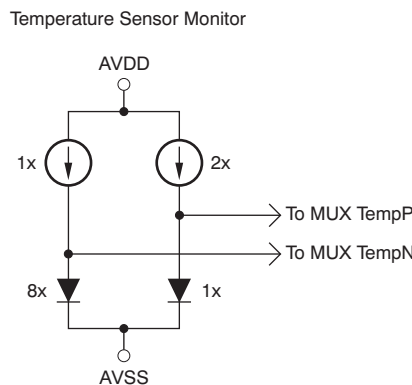 Temperature Sensor Monitor
AVDD
1x
2x
To MUX TempP
To MUX TempN
8x
1x
AVSS